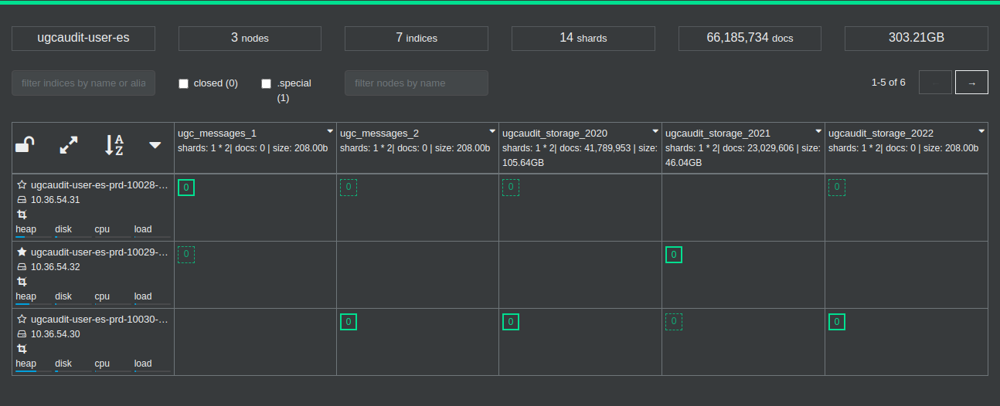 ugcaudit-user-es
3 nodes
7 indices
14 shards
66,185,734 docs
303.21GB
filter indices by name or alia
closed (0)
.special
(1)
filter nodes by name
1-5 of 6
→
ugc_messages_1
shards: 1 * 2| docs: 0 | size: 208.00b
ugc_messages_2
shards: 1 * 2| docs: 0 | size: 208.00b
ugcaudit_storage_2020
shards: 1 * 2| docs: 41,789,953 | size:
105.64GB
ugcaudit_storage_2021
shards: 1 * 2| docs: 23,029,606 | size:
46.04GB
ugcaudit_storage_2022
shards: 1 * 2| docs: 0 | size: 208.00b
A
Z
ugcaudit-user-es-prd-10028-...
10.36.54.31
heap disk cpu load
0
0
0
0
ugcaudit-user-es-prd-10029-...
10.36.54.32
heap disk cpu load
0
0
ugcaudit-user-es-prd-10030-...
10.36.54.30
heap disk cpu load
0
0
0
0